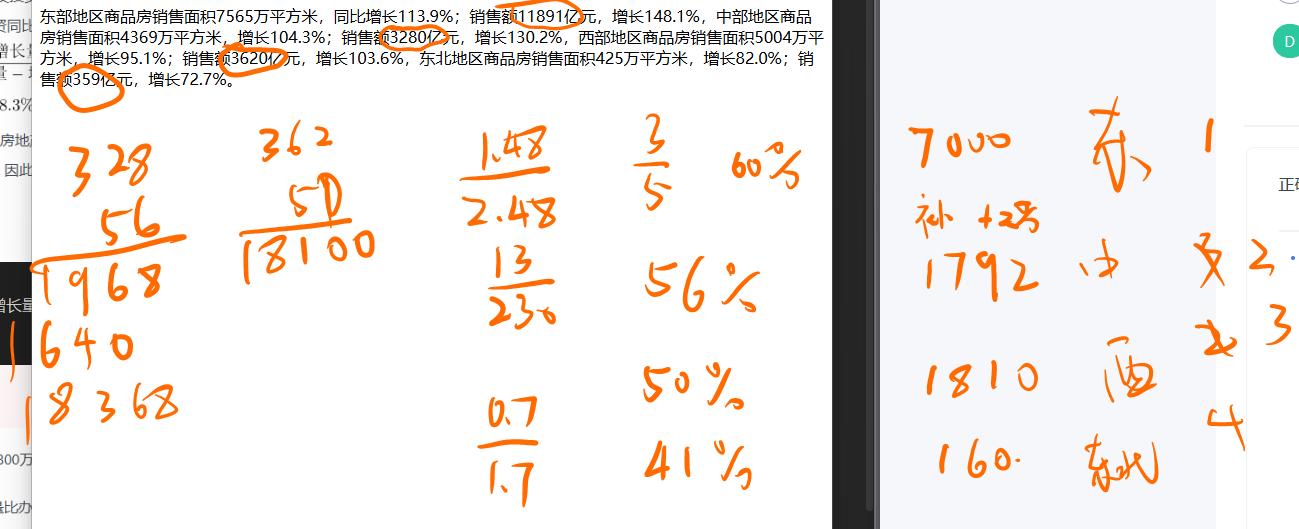 东部地区商品房销售面积7565万平方米，同比增长113.9%；销售额11891亿元，增长148.1%，中部地区商品
房销售面积4369万平方米，增长104.3%；销售额3280亿元，增长130.2%，西部地区商品房销售面积5004万平方
米，增长95.1%；销售额3620亿元，增长103.6%，东北地区商品房销售面积425万平方米，增长82.0%；销
售额359亿元，增长72.7%。
资同比
增长量
8.3%
房地
因此
增长量
300万
量比办
D
正确
328
56
1968
1640
18368
362
50
18100
1.48
2.48
3
5
60%
13
230
56%
50%
0.7
1.7
41%
7000 东 1
补 +2号
1792 中 2
1810 西 3
160. 东北 4